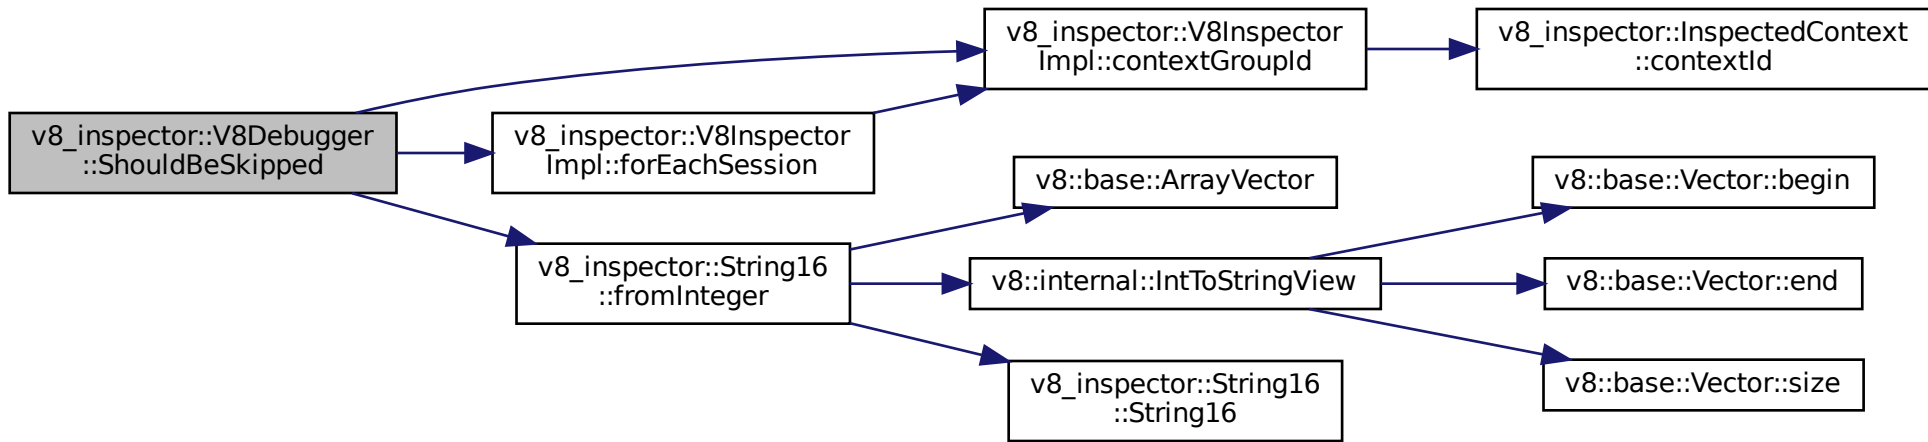 v8_inspector::V8Debugger
::ShouldBeSkipped
v8_inspector::V8Inspector
Impl::contextGroupId
v8_inspector::InspectedContext
::contextId
v8_inspector::V8Inspector
Impl::forEachSession
v8_inspector::String16
::fromInteger
v8::base::ArrayVector
v8::internal::IntToStringView
v8::base::Vector::begin
v8::base::Vector::end
v8::base::Vector::size
v8_inspector::String16
::String16